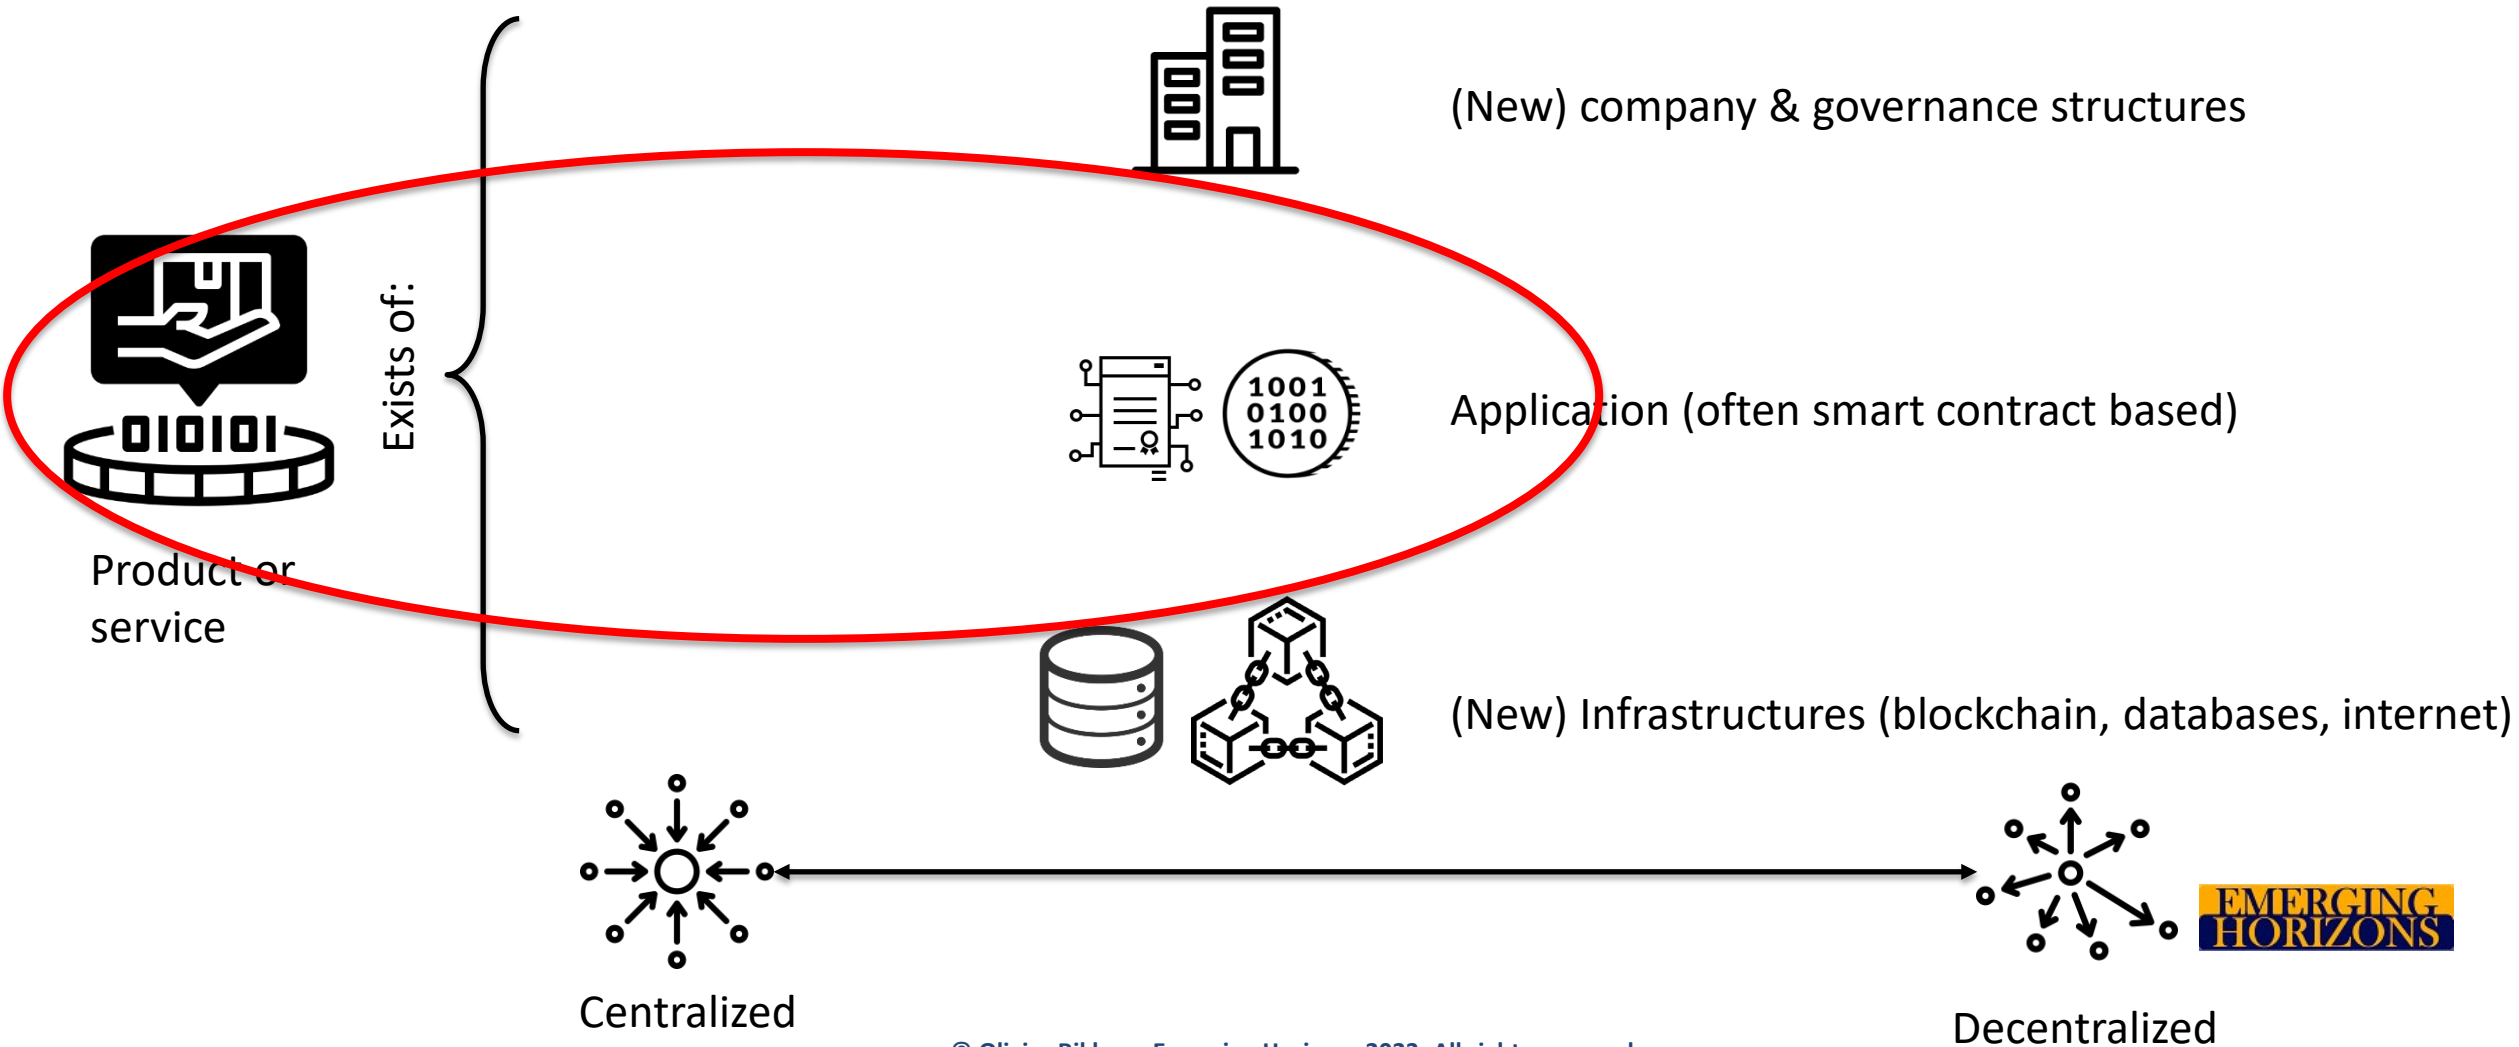 (New) company & governance structures
Exists of:
010101
1001
0100
1010
Application (often smart contract based)
Product or
service
(New) Infrastructures (blockchain, databases, internet)
EMERGING
HORIZONS
Centralized
Decentralized